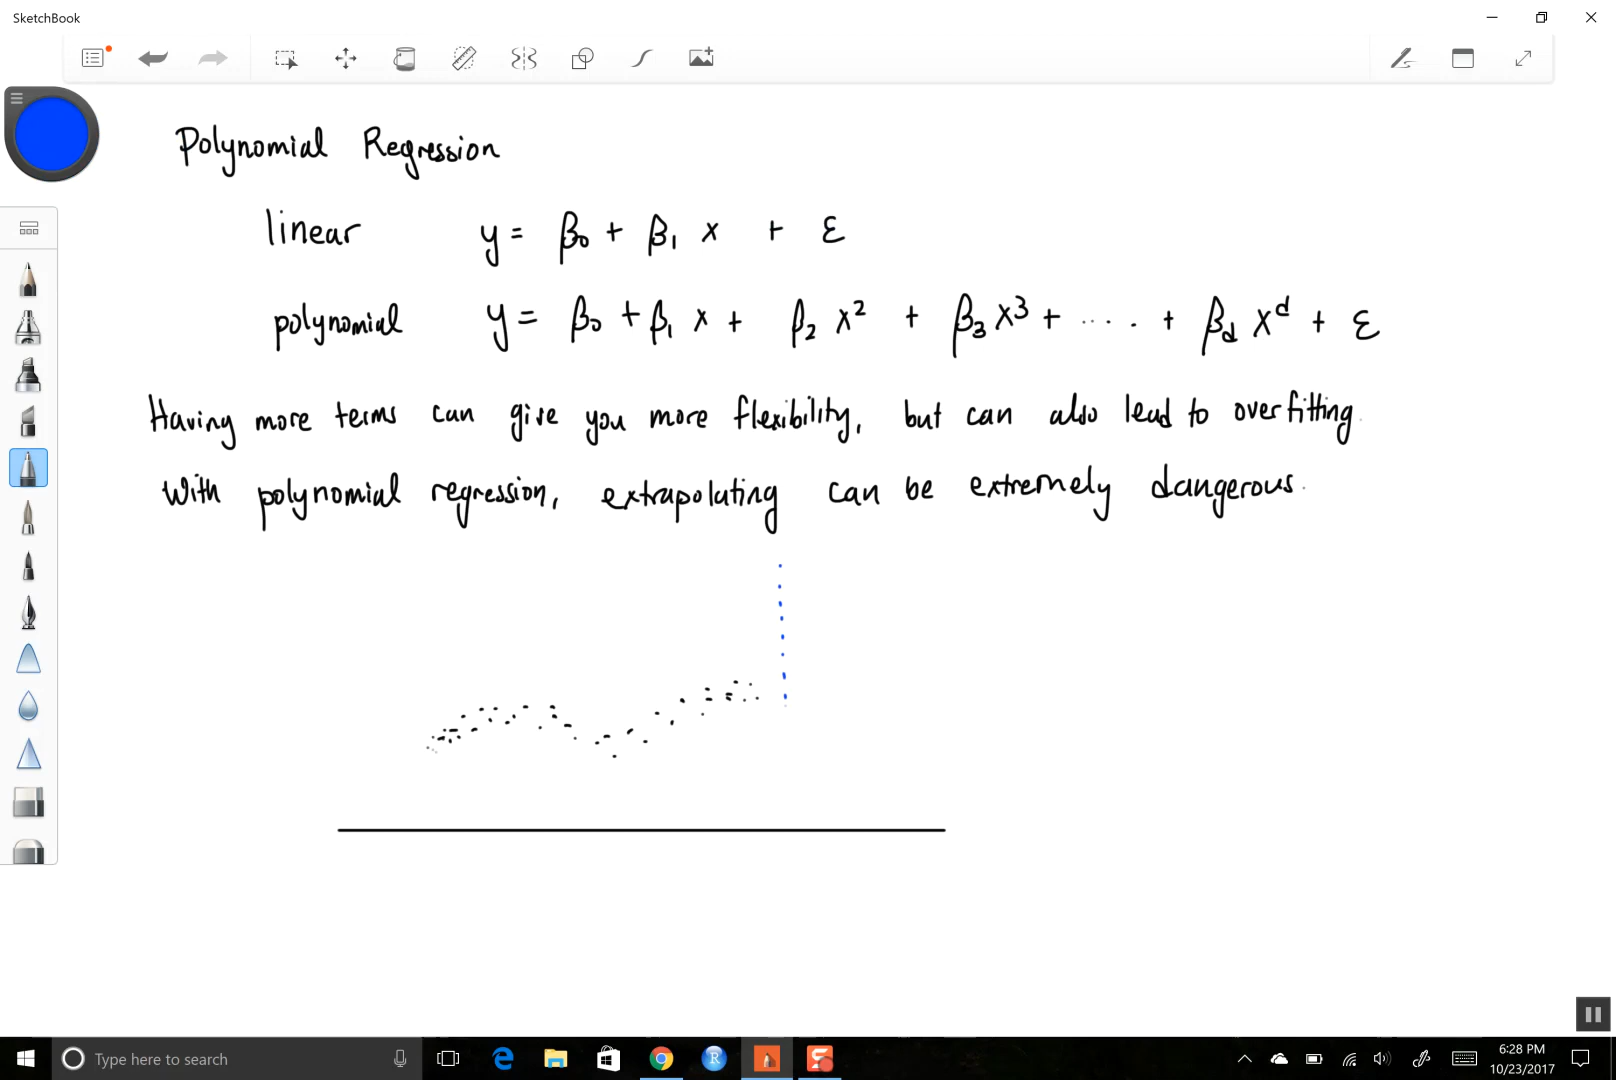 SketchBook
Polynomial Regression
linear y = β₀ + β₁ x + ε
polynomial y = β₀ + β₁ x + β₂ x² + β₃ x³ + ..... + β_d x^d + ε
Having more terms can give you more flexibility, but can also lead to overfitting.
With polynomial regression, extrapolating can be extremely dangerous.
Type here to search
6:28 PM
10/23/2017